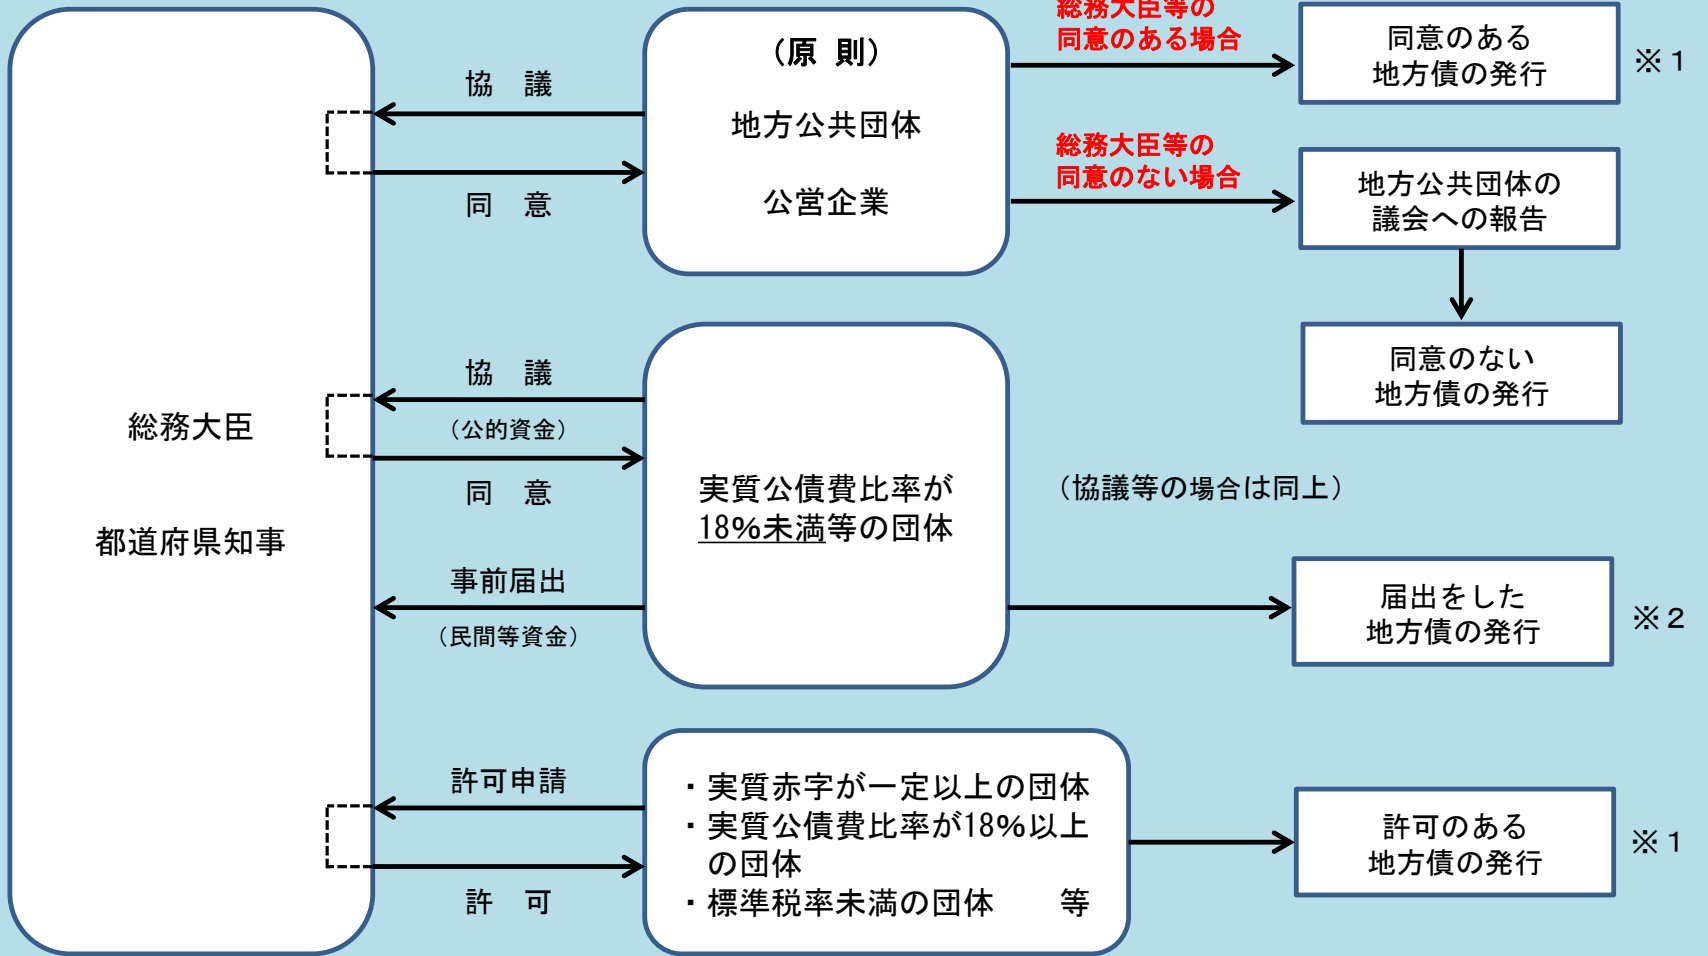 総務大臣
都道府県知事
協　議
同　意
（原　則）
地方公共団体
公営企業
総務大臣等の
同意のある場合
同意のある
地方債の発行
※１
総務大臣等の
同意のない場合
地方公共団体の
議会への報告
同意のない
地方債の発行
協　議
（公的資金）
同　意
事前届出
（民間等資金）
実質公債費比率が
18％未満等の団体
（協議等の場合は同上）
届出をした
地方債の発行
※２
許可申請
許　可
・実質赤字が一定以上の団体
・実質公債費比率が18％以上
の団体
・標準税率未満の団体　　等
許可のある
地方債の発行
※１